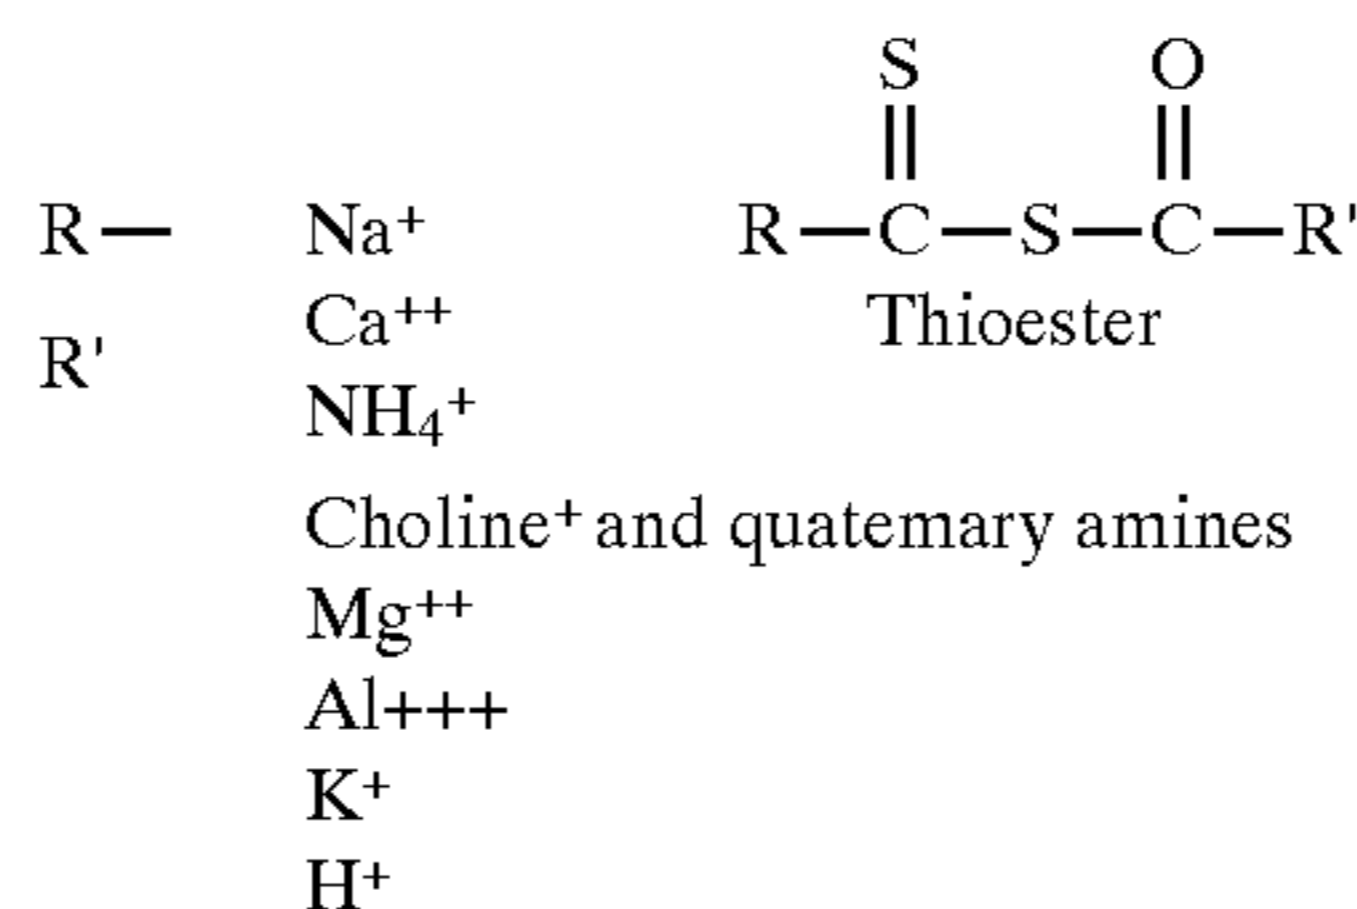 S O
R — Na⁺ R—C—S—C—R'
Ca⁺⁺ Thioester
R'
NH₄⁺
Choline⁺ and quatemary amines
Mg⁺⁺
Al+++
K⁺
H⁺